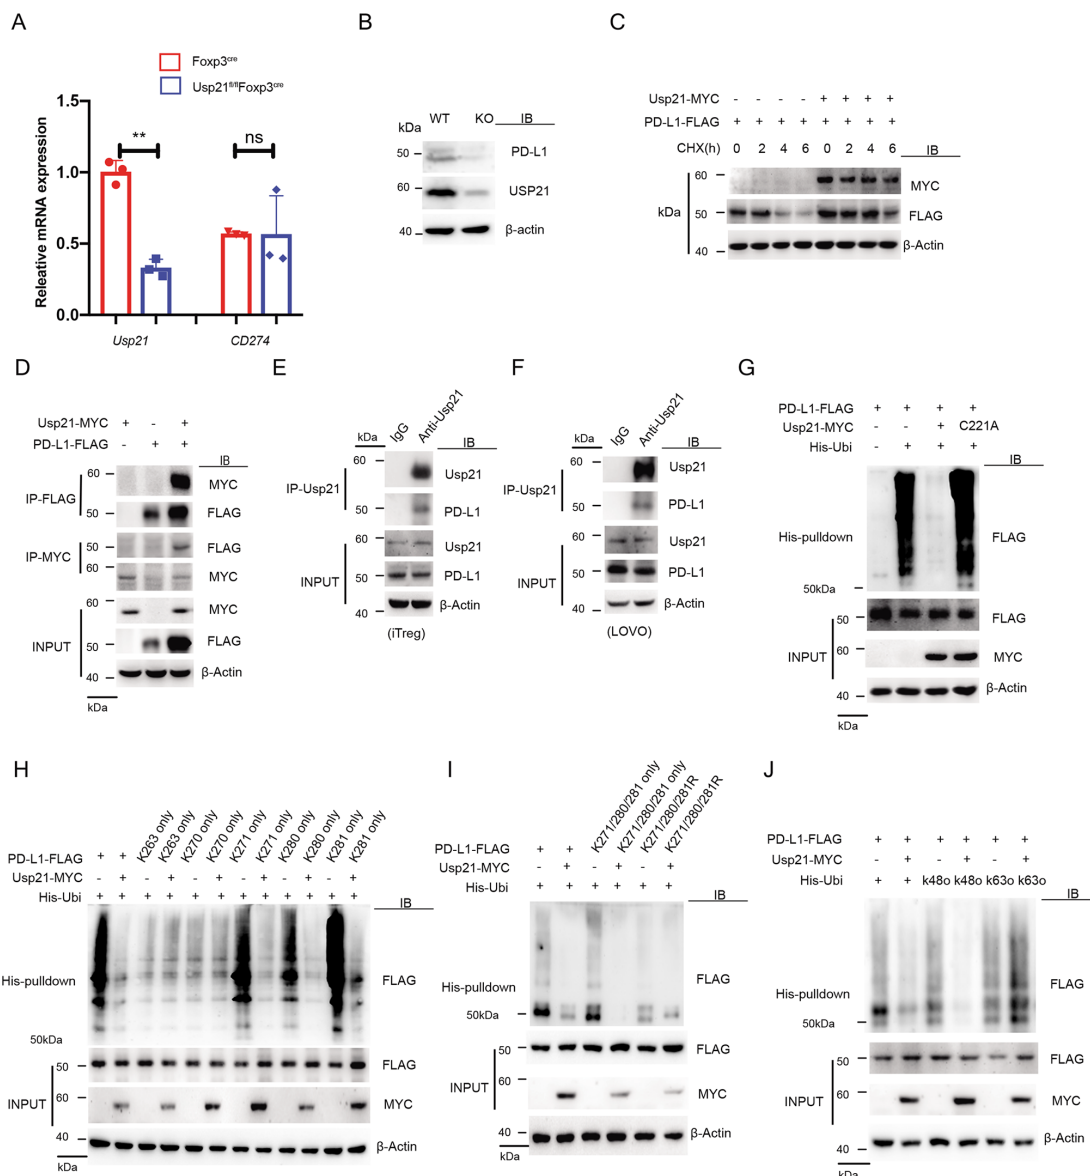 A
Foxp3cre
Usp21fl/flFoxp3cre
Releative mRNA expression
1.5
1.0
0.5
0.0
**
ns
Usp21
CD274
B
kDa
WT
KO
IB
50
PD-L1
60
USP21
40
β-actin
C
Usp21-MYC - - - - + + + +
PD-L1-FLAG + + + + + + + +
CHX(h) 0 2 4 6 0 2 4 6
IB
kDa
60
MYC
50
FLAG
40
β-Actin
D
Usp21-MYC + - +
PD-L1-FLAG - + +
IB
IP-FLAG
60
MYC
50
FLAG
IP-MYC
50
FLAG
60
MYC
INPUT
60
MYC
50
FLAG
40
β-Actin
kDa
E
kDa
IgG
Anti-Usp21
IB
IP-Usp21
60
Usp21
50
PD-L1
INPUT
60
Usp21
50
PD-L1
40
β-Actin
(iTreg)
F
kDa
IgG
Anti-Usp21
IB
IP-Usp21
60
Usp21
50
PD-L1
INPUT
60
Usp21
50
PD-L1
40
β-Actin
(LOVO)
G
PD-L1-FLAG + + + +
Usp21-MYC - - + C221A
His-Ubi - + + +
IB
His-pulldown
FLAG
50kDa
INPUT
50
FLAG
60
MYC
40
β-Actin
kDa
H
K263 only
K263 only
K270 only
K270 only
K271 only
K271 only
K280 only
K280 only
K281 only
K281 only
PD-L1-FLAG + +
Usp21-MYC - + - + - + - + - + - +
His-Ubi + + + + + + + + + + + +
IB
His-pulldown
FLAG
50kDa
INPUT
50
FLAG
60
MYC
40
β-Actin
kDa
I
K271/280/281 only
K271/280/281 only
K271/280/281R
K271/280/281R
PD-L1-FLAG + +
Usp21-MYC - + - + - +
His-Ubi + + + + + +
IB
His-pulldown
FLAG
50kDa
INPUT
50
FLAG
60
MYC
40
β-Actin
kDa
J
PD-L1-FLAG + + + + + +
Usp21-MYC - + - + - +
His-Ubi + + k48o k48o k63o k63o
IB
His-pulldown
FLAG
50kDa
INPUT
50
FLAG
60
MYC
40
β-Actin
kDa